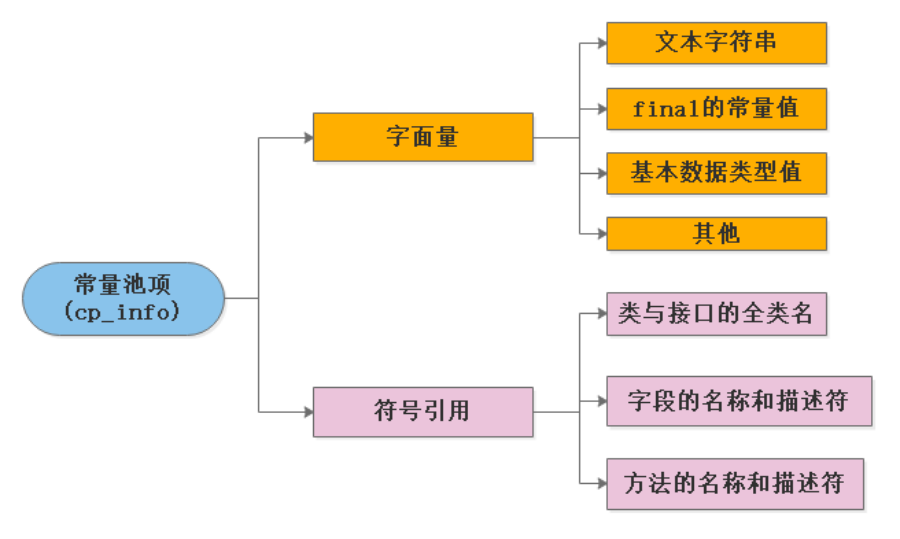 文本字符串
final的常量值
字面量
基本数据类型值
其他
常量池项
(cp_info)
类与接口的全类名
符号引用
字段的名称和描述符
方法的名称和描述符